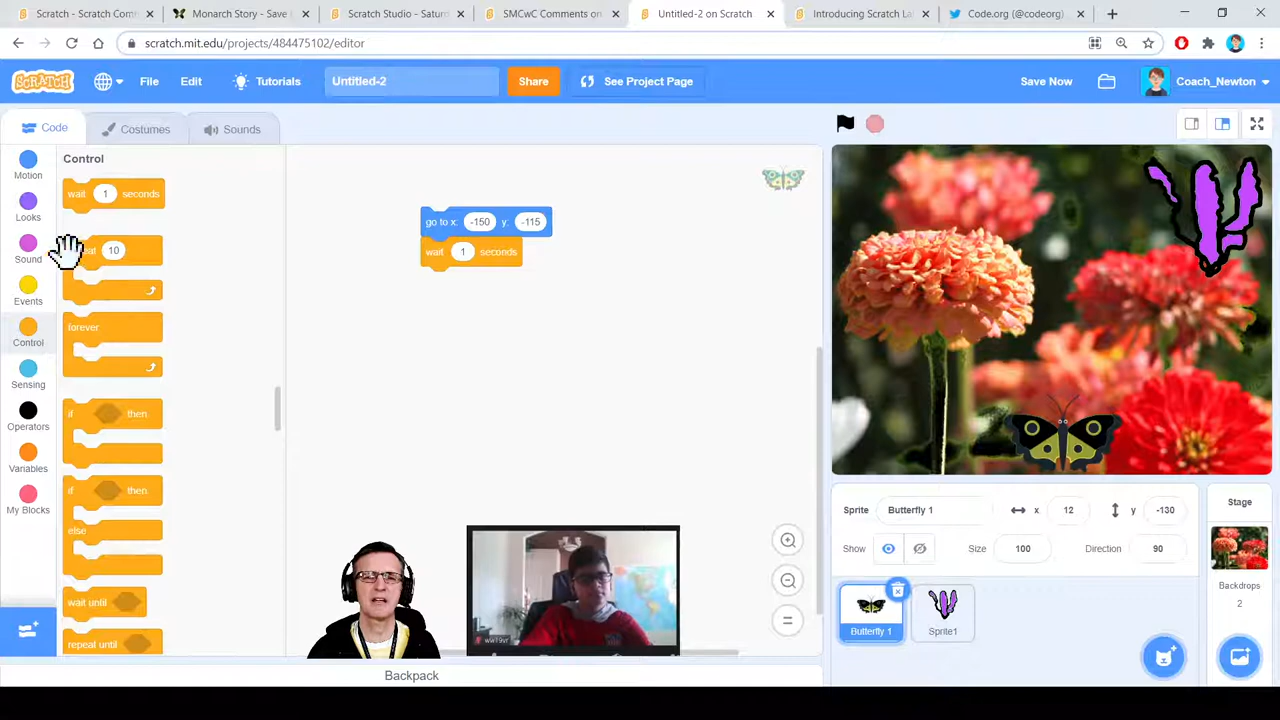 Scratch - Scratch Com
Monarch Story - Save
Scratch Studio - Satur
SMCwC Comments on
Untitled-2 on Scratch
Introducing Scratch La
Code.org (@codeorg)
scratch.mit.edu/projects/484475102/editor
SCRATCH
File
Edit
Tutorials
Untitled-2
Share
See Project Page
Save Now
Coach_Newton
Code
Costumes
Sounds
Motion
Looks
Sound
Events
Control
Sensing
Operators
Variables
My Blocks
Control
wait 1 seconds
10
forever
if then
if then
else
wait until
repeat until
go to x: -150 y: -115
wait 1 seconds
Sprite Butterfly 1 x 12 y -130
Show Size 100 Direction 90
Butterfly 1
Sprite1
Stage
Backdrops
2
Backpack